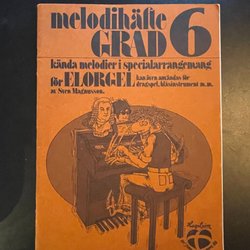 melodihäfte
GRAD 6
kända melodier i specialarrangemang
för ELORGEL kan även användas för
dragspel, blåsinstrument m.m.
av Sven Magnusson.